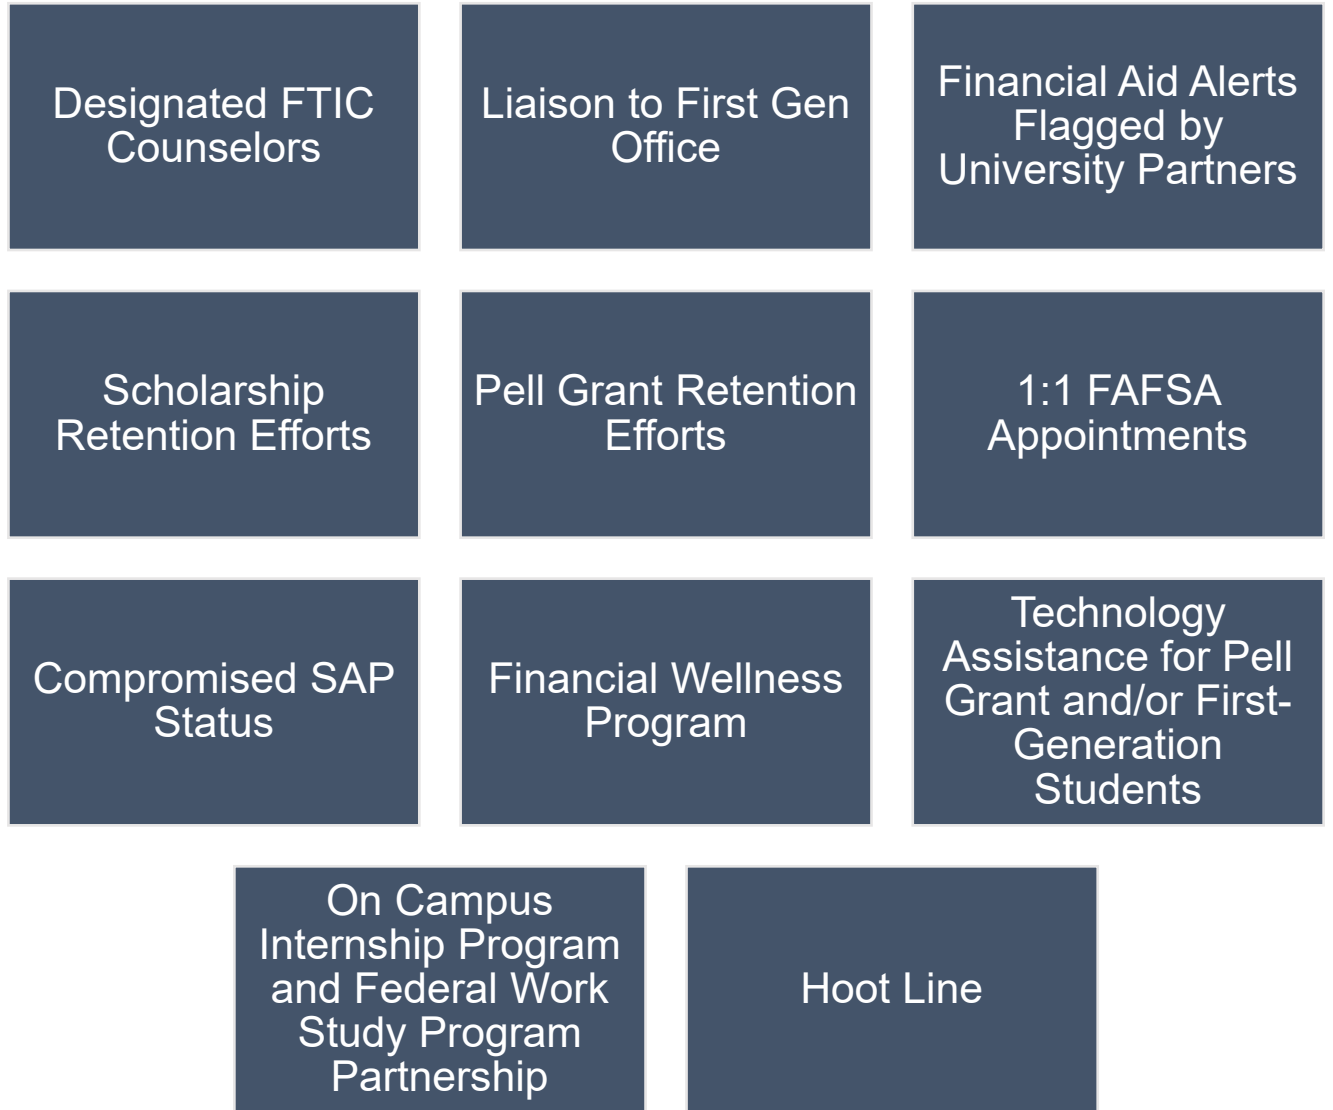 Designated FTIC
Counselors
Liaison to First Gen
Office
Financial Aid Alerts
Flagged by
University Partners
Scholarship
Retention Efforts
Pell Grant Retention
Efforts
1:1 FAFSA
Appointments
Compromised SAP
Status
Financial Wellness
Program
Technology
Assistance for Pell
Grant and/or First-
Generation
Students
On Campus
Internship Program
and Federal Work
Study Program
Partnership
Hoot Line